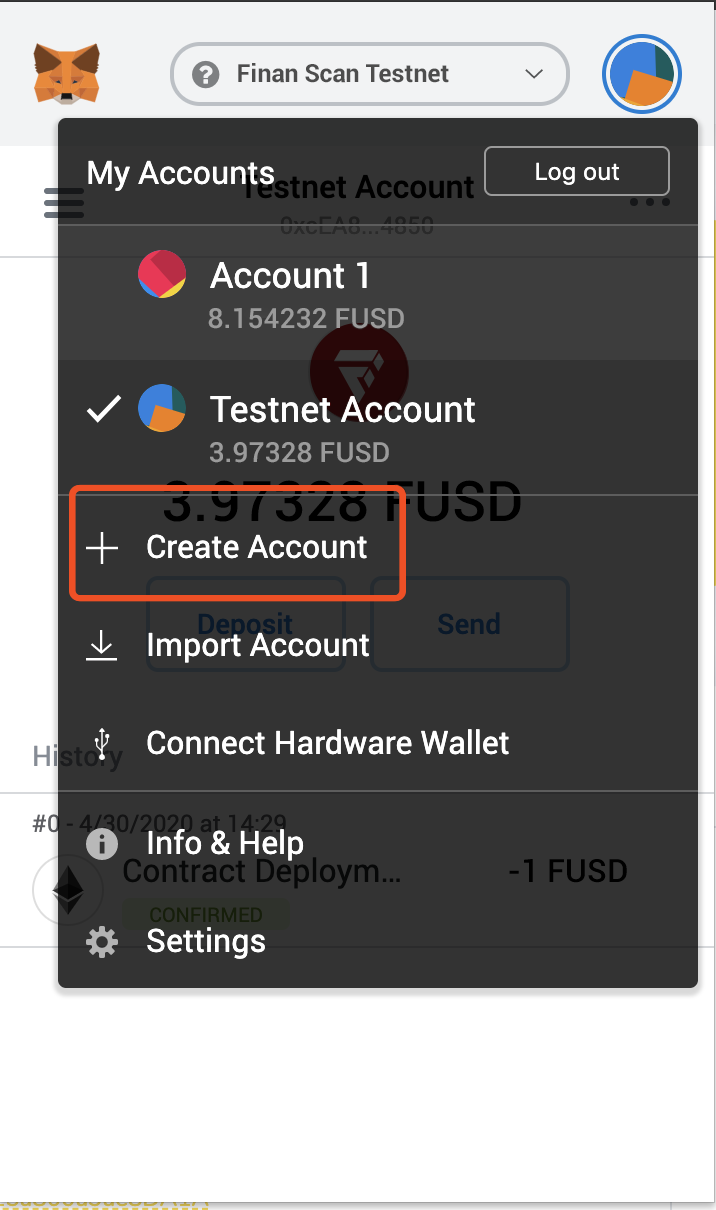 Finan Scan Testnet
My Accounts
Log out
Testnet Account
0xcEA8...4850
Account 1
8.154232 FUSD
Testnet Account
3.97328 FUSD
3.97328 FUSD
Create Account
Deposit
Send
Import Account
Connect Hardware Wallet
History
#0 - 4/30/2020 at 14:29
Info & Help
Contract Deploym...
-1 FUSD
CONFIRMED
Settings